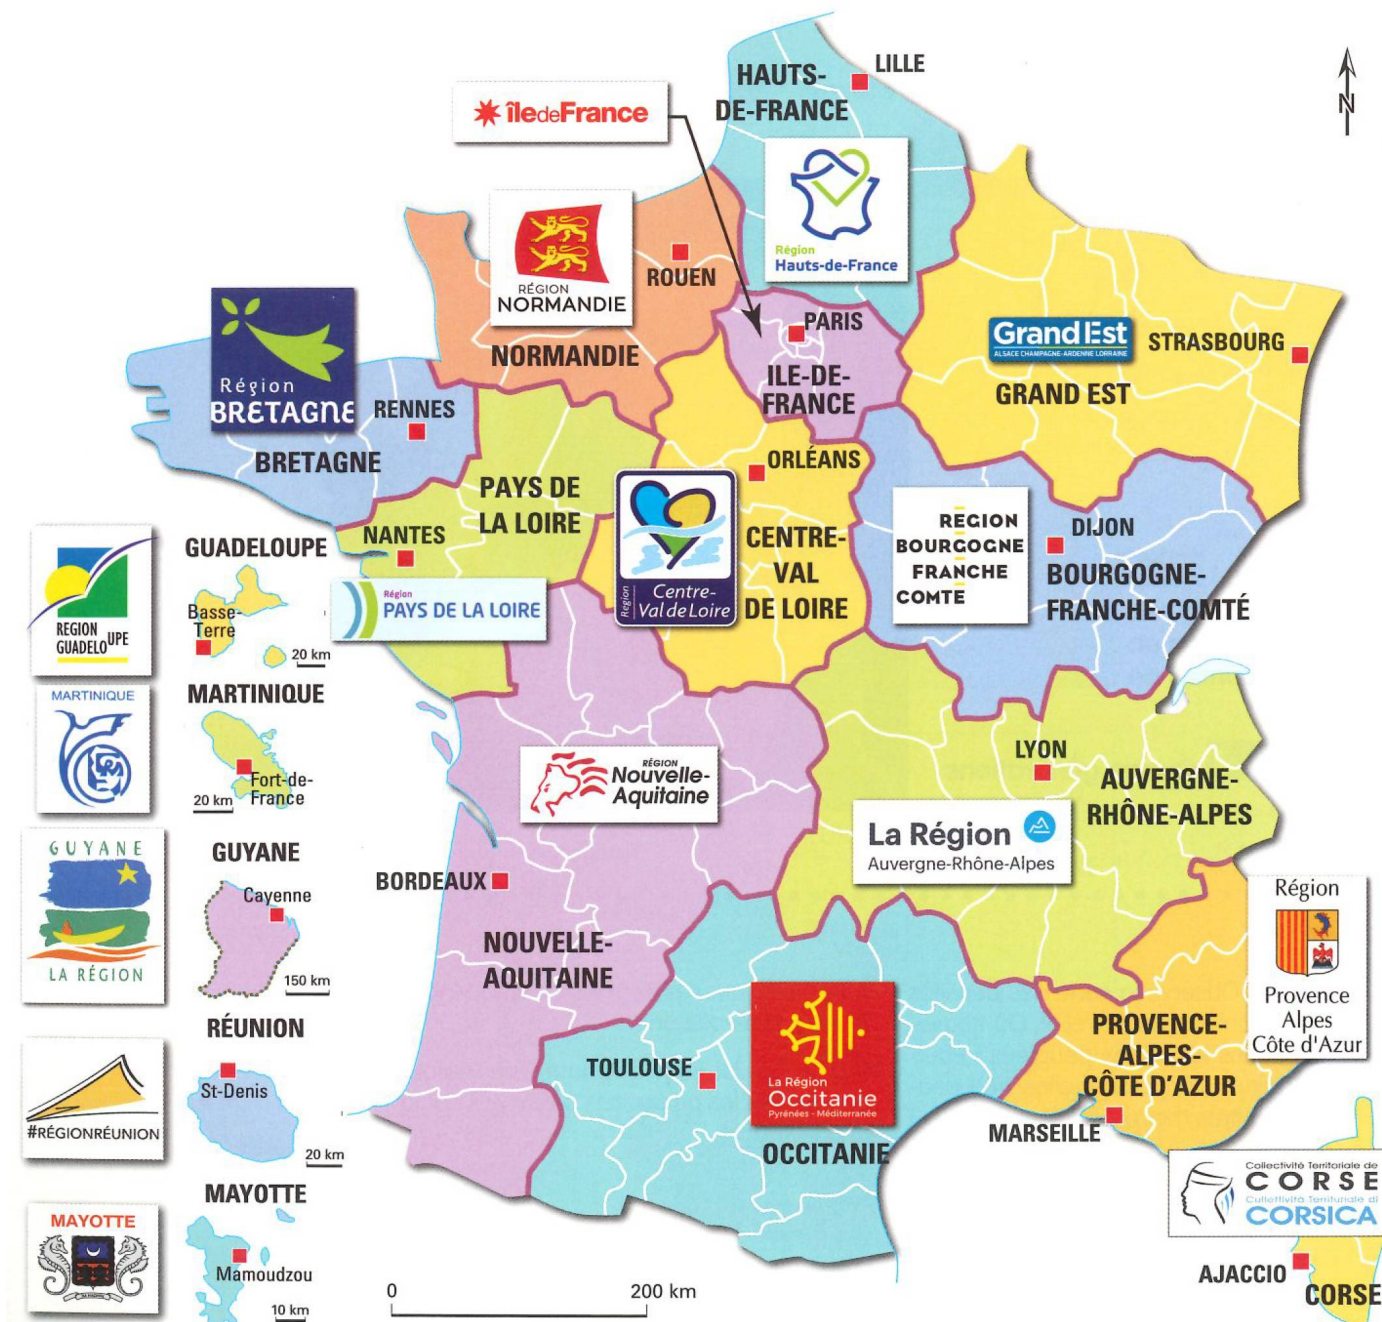 LILLE
HAUTS-
DE-FRANCE
îledeFrance
N
Région
Hauts-de-France
RÉGION
NORMANDIE
ROUEN
NORMANDIE
PARIS
ILE-DE-
FRANCE
Grand Est
ALSACE CHAMPAGNE-ARDENNE LORRAINE
STRASBOURG
GRAND EST
Région
BRETAGNE
RENNES
BRETAGNE
ORLÉANS
PAYS DE
LA LOIRE
NANTES
Région
PAYS DE LA LOIRE
Région
Centre-
Val de Loire
CENTRE-
VAL
DE LOIRE
REGION
BOURGOGNE
FRANCHE
COMTE
DIJON
BOURGOGNE-
FRANCHE-COMTÉ
REGION
GUADELOUPE
GUADELOUPE
Basse-
Terre
20 km
MARTINIQUE
MARTINIQUE
Fort-de-
France
20 km
GUYANE
LA RÉGION
GUYANE
Cayenne
150 km
#RÉGIONRÉUNION
RÉUNION
St-Denis
20 km
MAYOTTE
MAYOTTE
Mamoudzou
10 km
RÉGION
Nouvelle-
Aquitaine
BORDEAUX
NOUVELLE-
AQUITAINE
LYON
AUVERGNE-
RHÔNE-ALPES
La Région
Auvergne-Rhône-Alpes
TOULOUSE
La Région
Occitanie
Pyrénées - Méditerranée
OCCITANIE
Région
Provence
Alpes
Côte d'Azur
PROVENCE-
ALPES-
CÔTE D'AZUR
MARSEILLE
Collectivité Territoriale de
CORSE
Cullettività Territuriale di
CORSICA
AJACCIO
CORSE
0
200 km